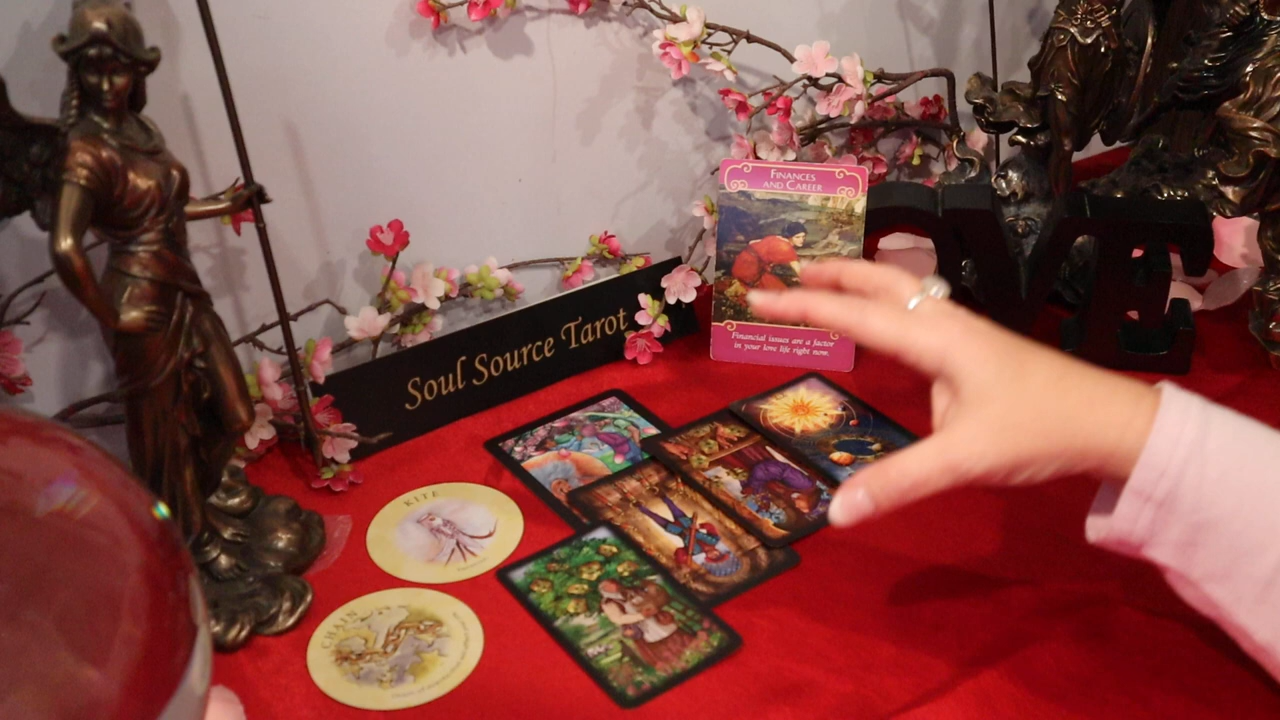 FINANCES
AND CAREER
Financial issues are a factor
in your love life right now.
Soul Source Tarot
KITE
CHAIN